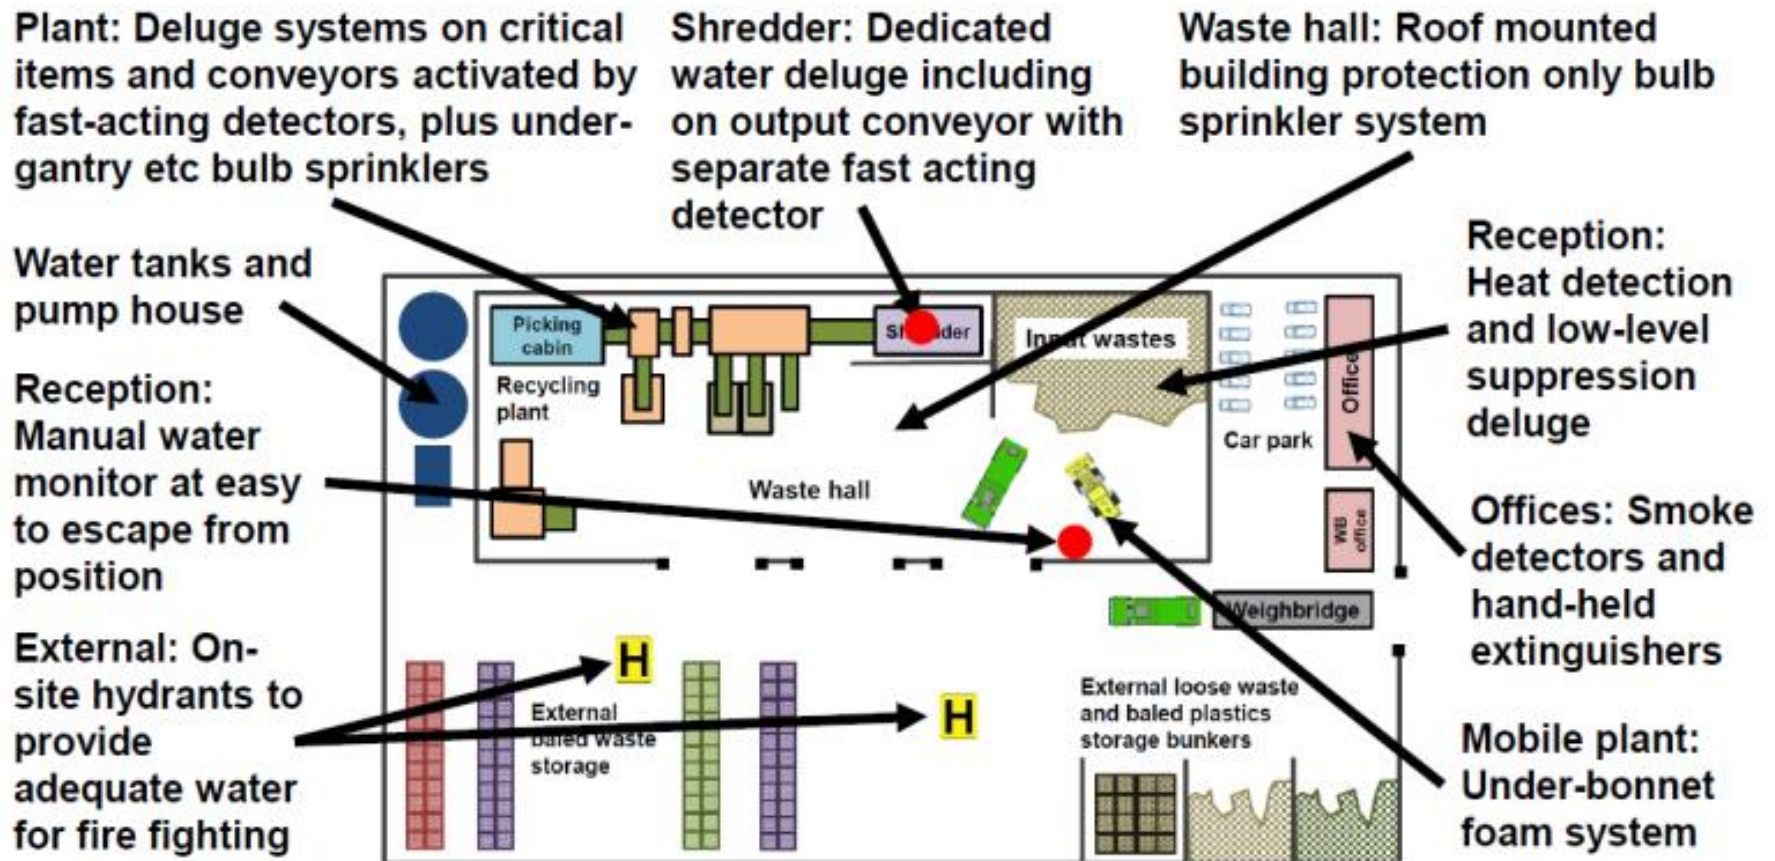 Plant: Deluge systems on critical
items and conveyors activated by
fast-acting detectors, plus under-
gantry etc bulb sprinklers
Shredder: Dedicated
water deluge including
on output conveyor with
separate fast acting
detector
Waste hall: Roof mounted
building protection only bulb
sprinkler system
Water tanks and
pump house
Reception:
Manual water
monitor at easy
to escape from
position
External: On-
site hydrants to
provide
adequate water
for fire fighting
Reception:
Heat detection
and low-level
suppression
deluge
Offices: Smoke
detectors and
hand-held
extinguishers
Mobile plant:
Under-bonnet
foam system
Picking
cabin
Recycling
plant
Shredder
Input wastes
Waste hall
Car park
Office
WB
office
Weighbridge
H
H
External
baled waste
storage
External loose waste
and baled plastics
storage bunkers